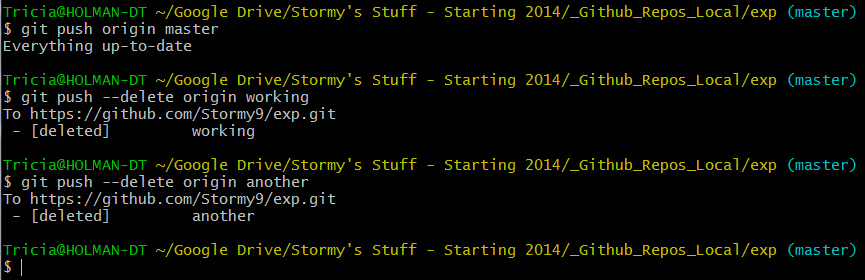 Tricia@HOLMAN-DT ~/Google Drive/Stormy's Stuff - Starting 2014/_Github_Repos_Local/exp (master)
$ git push origin master
Everything up-to-date
Tricia@HOLMAN-DT ~/Google Drive/Stormy's Stuff - Starting 2014/_Github_Repos_Local/exp (master)
$ git push --delete origin working
To https://github.com/Stormy9/exp.git
 - [deleted]         working
Tricia@HOLMAN-DT ~/Google Drive/Stormy's Stuff - Starting 2014/_Github_Repos_Local/exp (master)
$ git push --delete origin another
To https://github.com/Stormy9/exp.git
 - [deleted]         another
Tricia@HOLMAN-DT ~/Google Drive/Stormy's Stuff - Starting 2014/_Github_Repos_Local/exp (master)
$